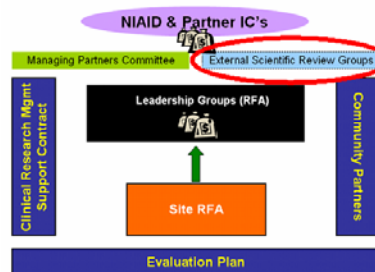 NIAID & Partner IC's
Managing Partners Committee
External Scientific Review Groups
Clinical Research Mgmt
Support Contract
Leadership Groups (RFA)
Community
Partners
Site RFA
Evaluation Plan